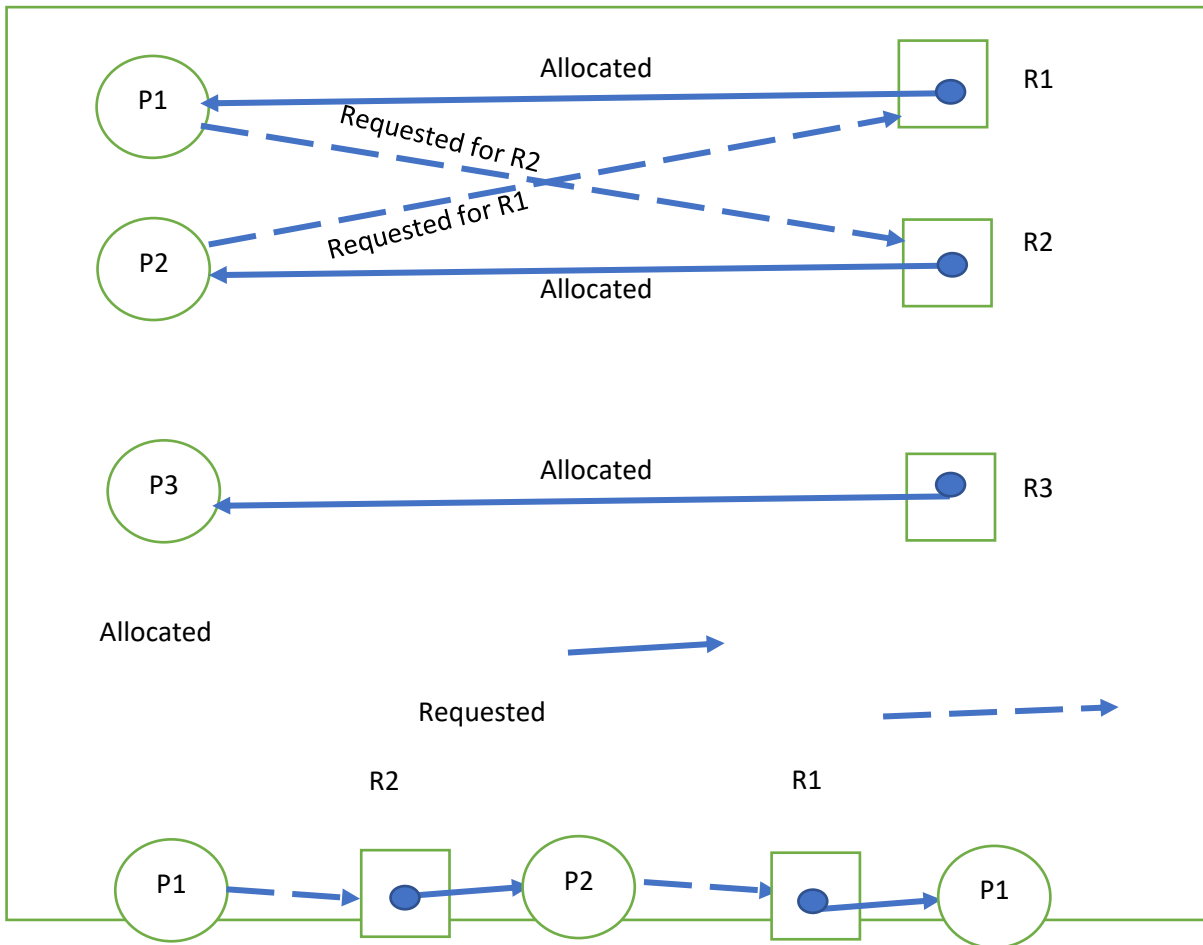 Allocated
R1
P1
Requested for R2
Requested for R1
P2
R2
Allocated
Allocated
P3
R3
Allocated
Requested
R2
R1
P1
P2
P1